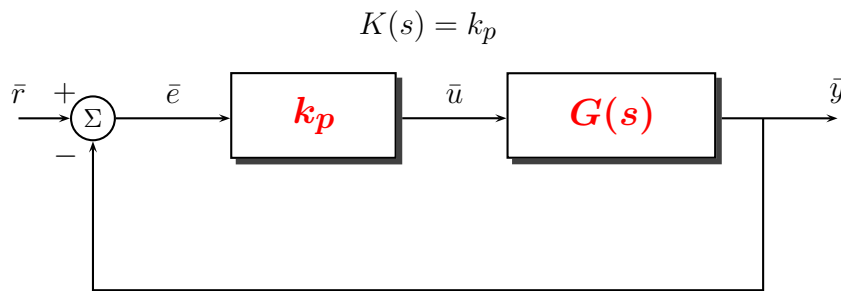 K(s) = k_p
r̄ + ē ū ȳ
Σ k_p G(s)
−